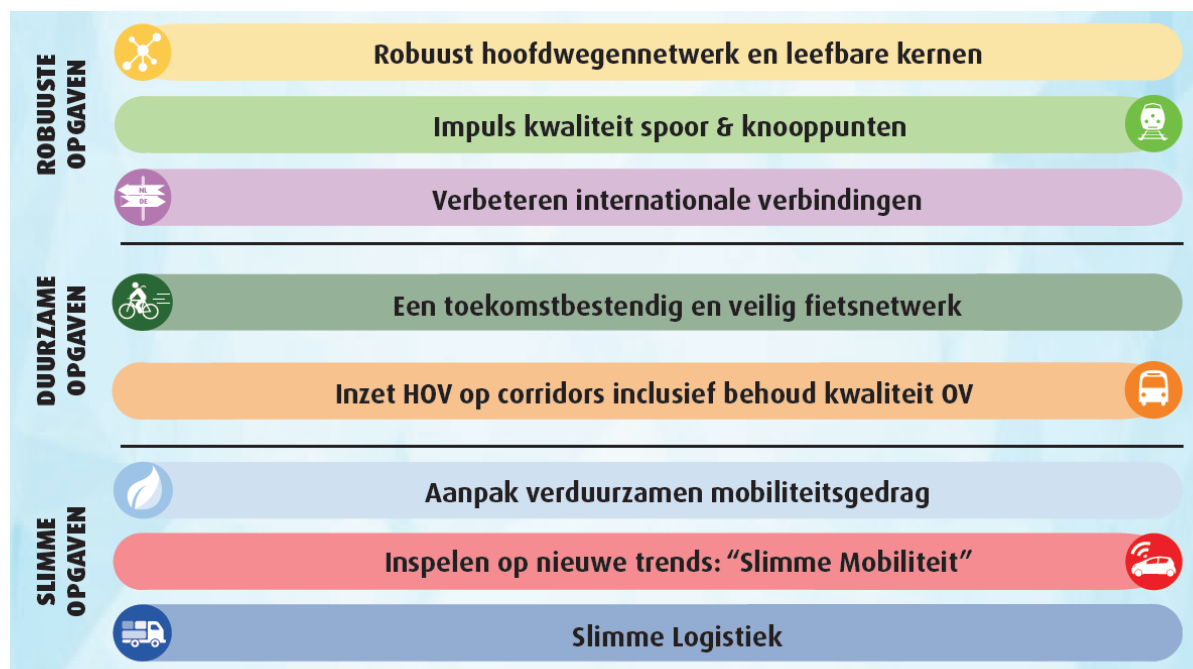 ROBUUSTE
OPGAVEN
Robuust hoofdwegennetwerk en leefbare kernen
Impuls kwaliteit spoor & knooppunten
NL
DE
Verbeteren internationale verbindingen
DUURZAME
OPGAVEN
Een toekomstbestendig en veilig fietsnetwerk
Inzet HOV op corridors inclusief behoud kwaliteit OV
SLIMME
OPGAVEN
Aanpak verduurzamen mobiliteitsgedrag
Inspelen op nieuwe trends: “Slimme Mobiliteit”
Slimme Logistiek